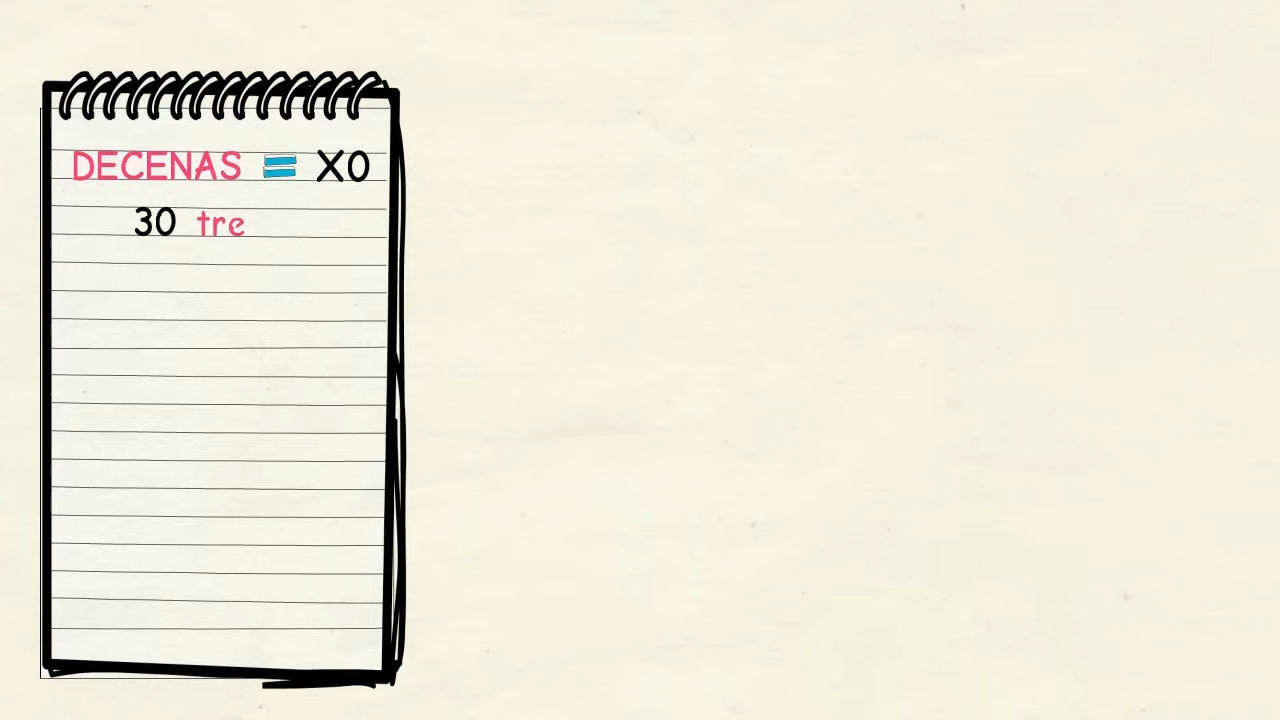 DECENAS = X0
30 tre